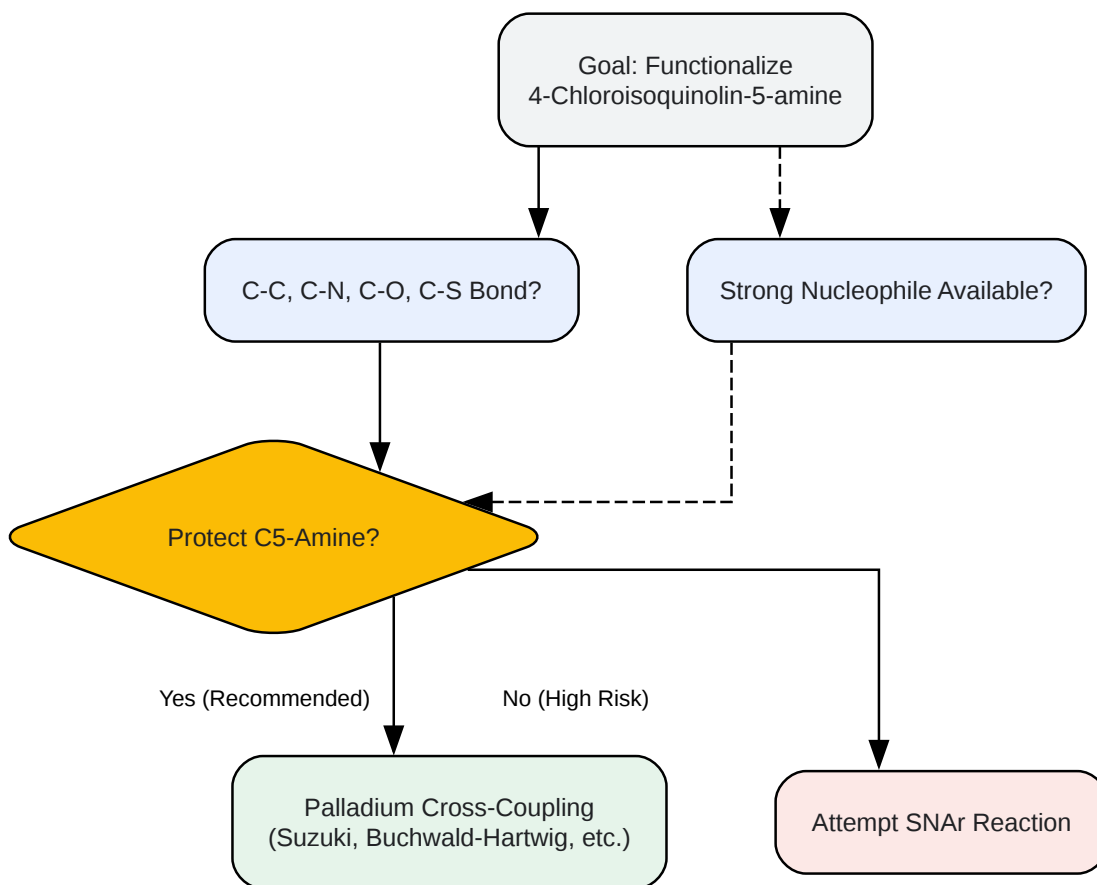 Goal: Functionalize
4-Chloroisoquinolin-5-amine
C-C, C-N, C-O, C-S Bond?
Strong Nucleophile Available?
Protect C5-Amine?
Yes (Recommended)
No (High Risk)
Palladium Cross-Coupling
(Suzuki, Buchwald-Hartwig, etc.)
Attempt SNAr Reaction